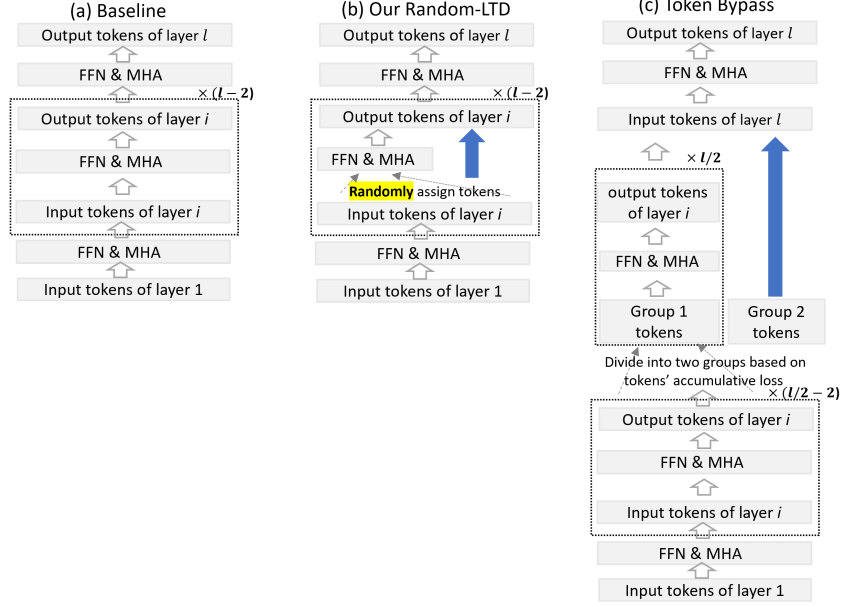 (a) Baseline
Output tokens of layer l
FFN & MHA
× (l − 2)
Output tokens of layer i
FFN & MHA
Input tokens of layer i
FFN & MHA
Input tokens of layer 1
(b) Our Random-LTD
Output tokens of layer l
FFN & MHA
× (l − 2)
Output tokens of layer i
FFN & MHA
Randomly assign tokens
Input tokens of layer i
FFN & MHA
Input tokens of layer 1
(c) Token Bypass
Output tokens of layer l
FFN & MHA
Input tokens of layer l
× l/2
output tokens
of layer i
FFN & MHA
Group 1
tokens
Group 2
tokens
Divide into two groups based on
tokens’ accumulative loss
× (l/2 − 2)
Output tokens of layer i
FFN & MHA
Input tokens of layer i
FFN & MHA
Input tokens of layer 1